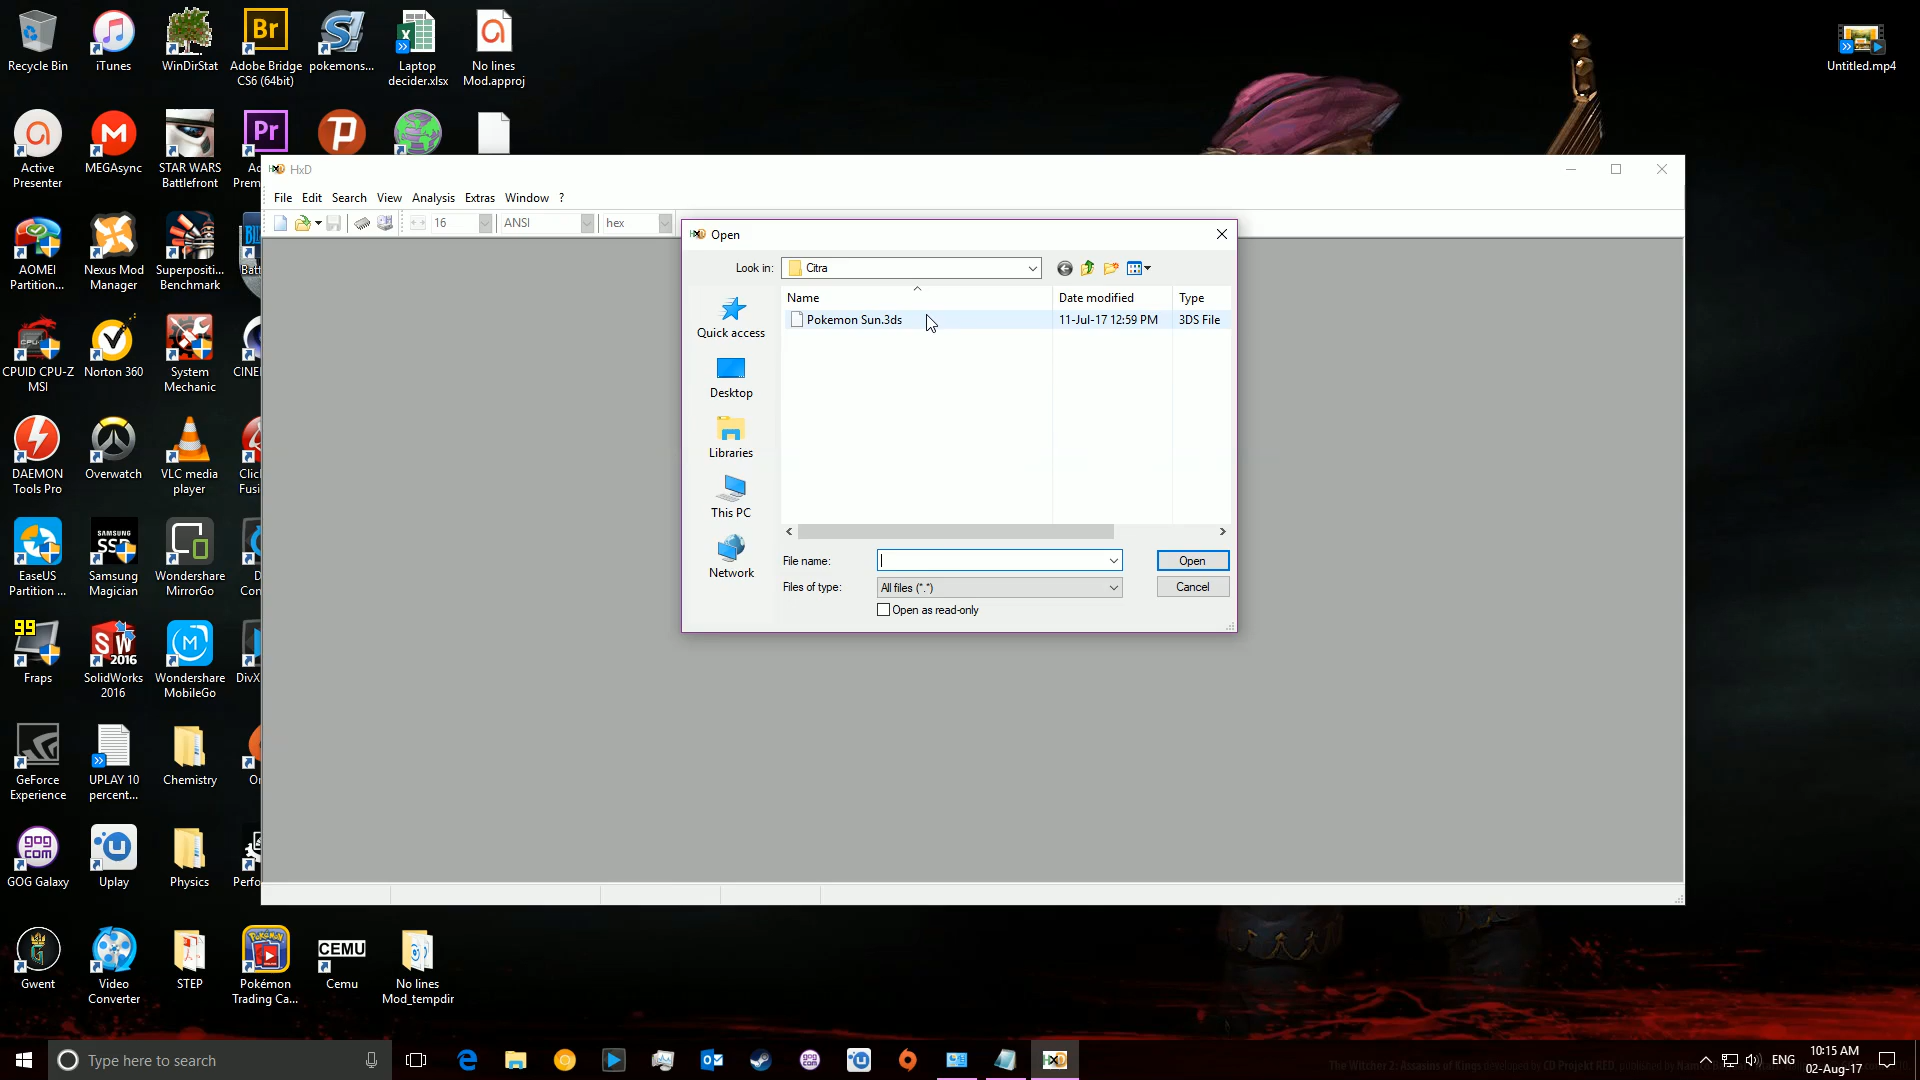 Recycle Bin
iTunes
WinDirStat
Br
Adobe Bridge
CS6 (64bit)
pokemons...
Laptop
decider.xlsx
No lines
Mod.approj
Untitled.mp4
Active
Presenter
MEGAsync
STAR WARS
Battlefront
Pr
AOMEI
Partition...
Nexus Mod
Manager
Superpositi...
Benchmark
CPUID CPU-Z
MSI
Norton 360
System
Mechanic
DAEMON
Tools Pro
Overwatch
VLC media
player
EaseUS
Partition ...
SAMSUNG
SSD
Samsung
Magician
Wondershare
MirrorGo
99
Fraps
SW
2016
SolidWorks
2016
Wondershare
MobileGo
GeForce
Experience
UPLAY 10
percent...
Chemistry
gog
com
GOG Galaxy
Uplay
Physics
Gwent
Video
Converter
STEP
Pokémon
Trading Ca...
CEMU
Cemu
No lines
Mod_tempdir
HxD
File Edit Search View Analysis Extras Window ?
16 ANSI hex
Open
Look in: Citra
Name Date modified Type
Pokemon Sun.3ds 11-Jul-17 12:59 PM 3DS File
Quick access
Desktop
Libraries
This PC
Network
File name: Open
Files of type: All files (*.*) Cancel
Open as read-only
Type here to search
ENG
10:15 AM
02-Aug-17